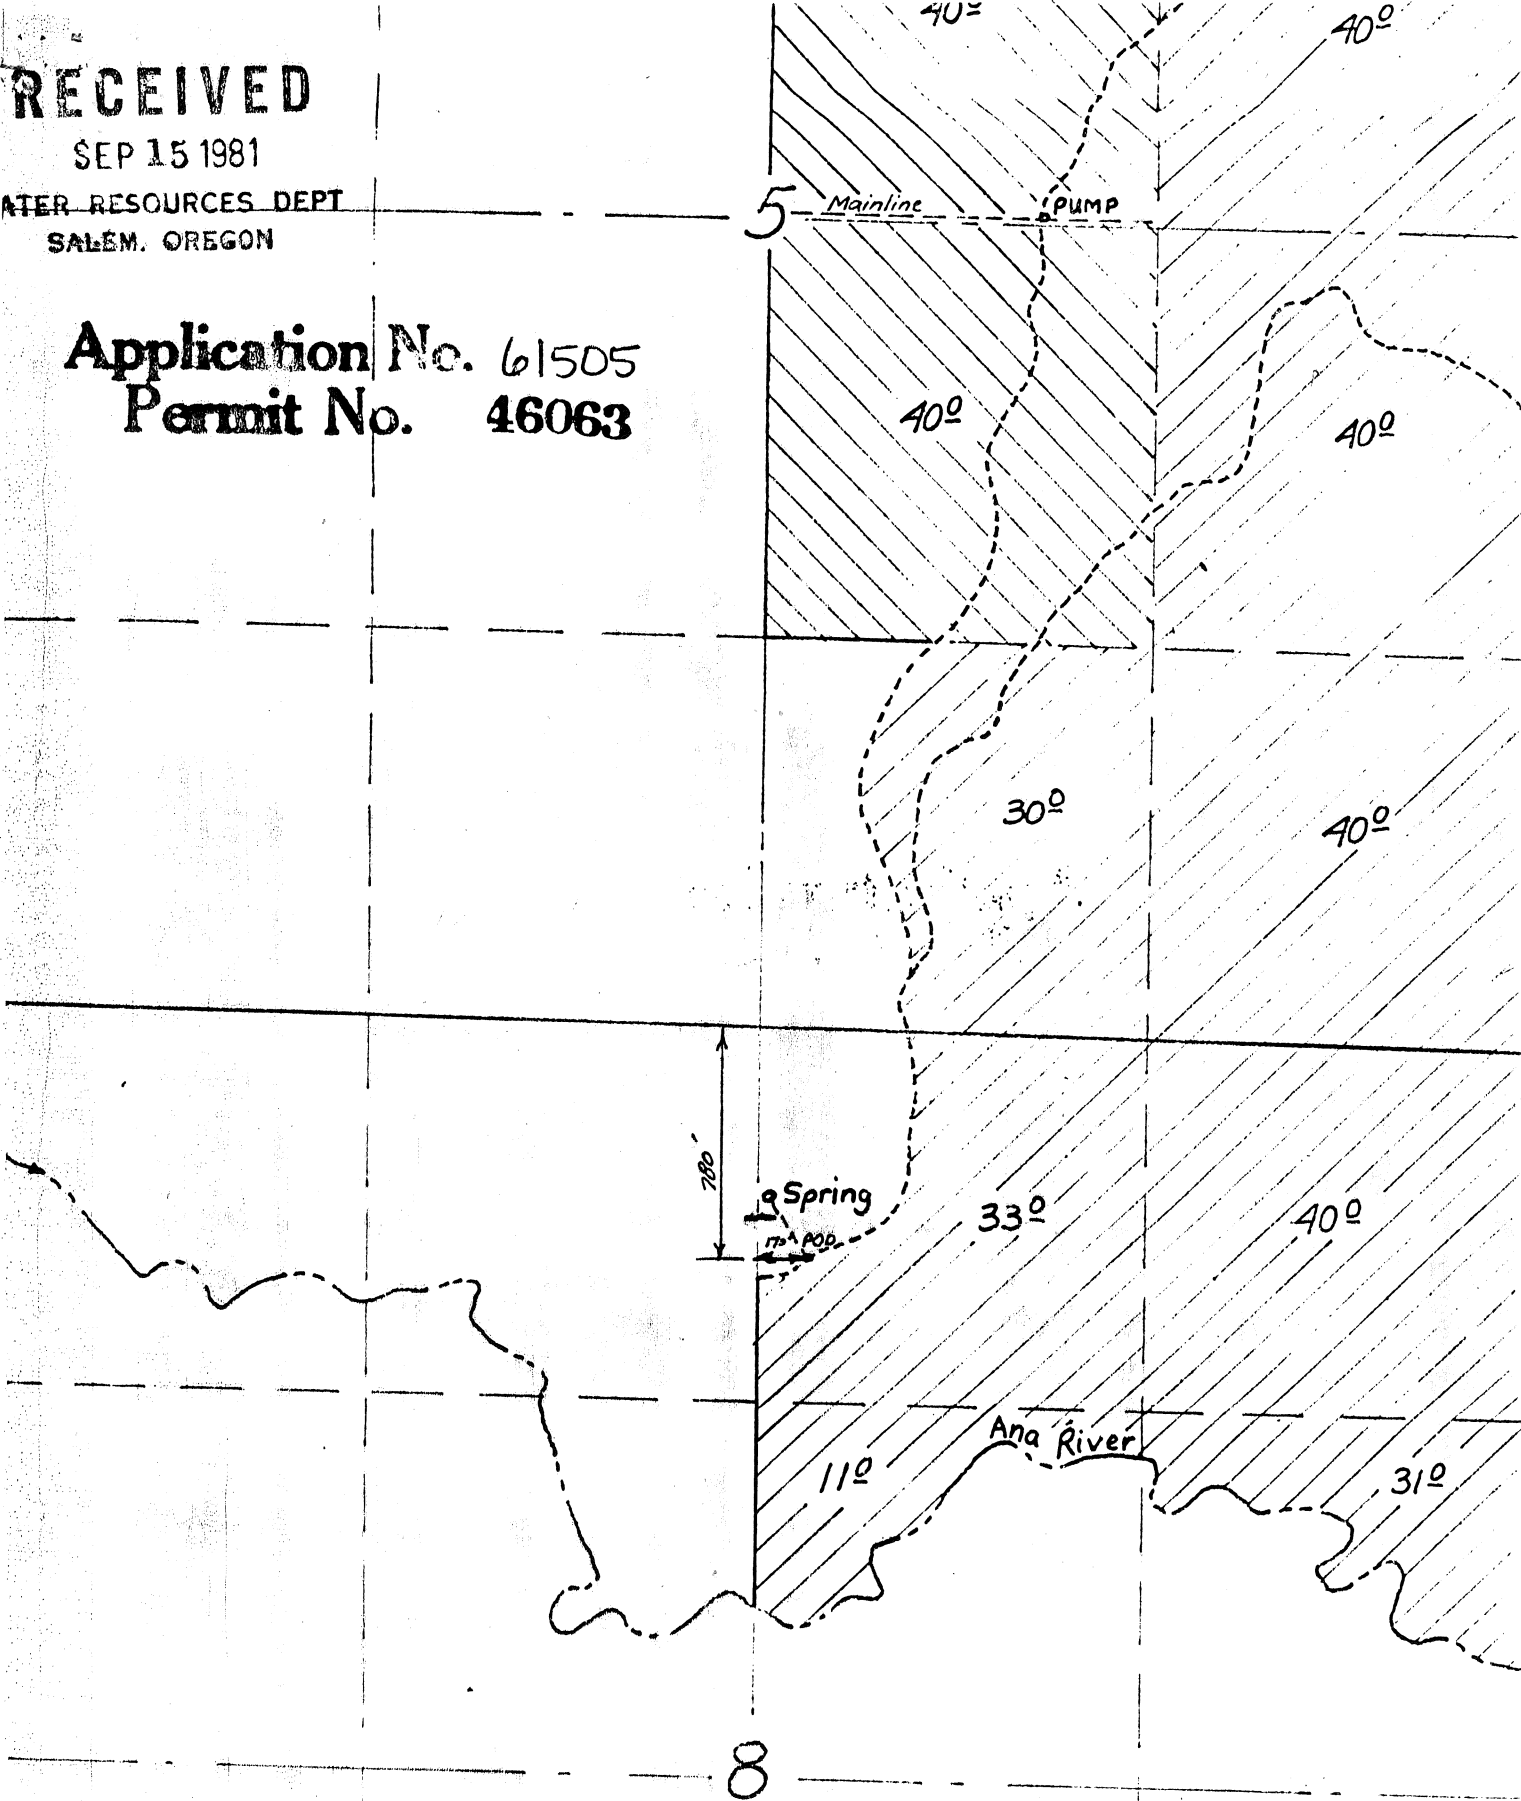 40º
40º
RECEIVED
SEP 15 1981
ATER RESOURCES DEPT
SALEM. OREGON
5
Mainline
PUMP
Application No. 61505
Permit No. 46063
40º
40º
30º
40º
780'
Spring
POD
33º
40º
Ana River
11º
31º
8